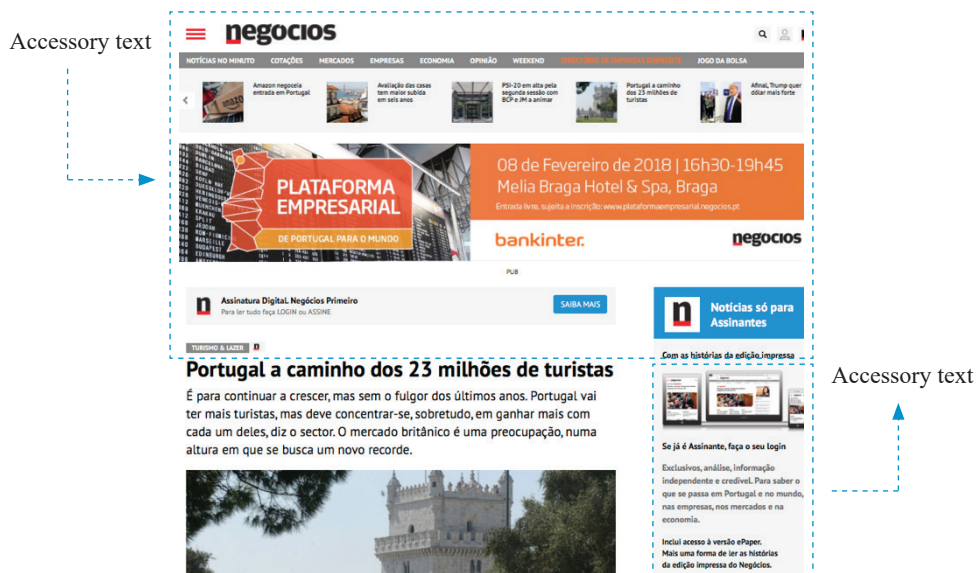 Accessory text
negocios
NOTÍCIAS NO MINUTO COTAÇÕES MERCADOS EMPRESAS ECONOMIA OPINIÃO WEEKEND DIRECTÓRIO DE EMPRESAS EMINENTE JOGO DA BOLSA
Amazon negoceia
entrada em Portugal
Avaliação das casas
tem maior subida
em seis anos
PSI-20 em alta pela
segunda sessão com
BCP e JM a animar
Portugal a caminho
dos 23 milhões de
turistas
Afinal, Trump quer
dólar mais forte
PLATAFORMA
EMPRESARIAL
DE PORTUGAL PARA O MUNDO
08 de Fevereiro de 2018 | 16h30-19h45
Melia Braga Hotel & Spa, Braga
Entrada livre, sujeita a inscrição: www.plataformaempresarial.negocios.pt
bankinter.
negocios
PUB
n
Assinatura Digital. Negócios Primeiro
Para ler tudo faça LOGIN ou ASSINE
SAIBA MAIS
n
Notícias só para
Assinantes
Com as histórias da edição impressa
TURISMO & LAZER n
Portugal a caminho dos 23 milhões de turistas
É para continuar a crescer, mas sem o fulgor dos últimos anos. Portugal vai
ter mais turistas, mas deve concentrar-se, sobretudo, em ganhar mais com
cada um deles, diz o sector. O mercado britânico é uma preocupação, numa
altura em que se busca um novo recorde.
Accessory text
Se já é Assinante, faça o seu login
Exclusivos, análise, informação
independente e credível. Para saber o
que se passa em Portugal e no mundo,
nas empresas, nos mercados e na
economia.
Inclui acesso à versão ePaper.
Mais uma forma de ler as histórias
da edição impressa do Negócios.